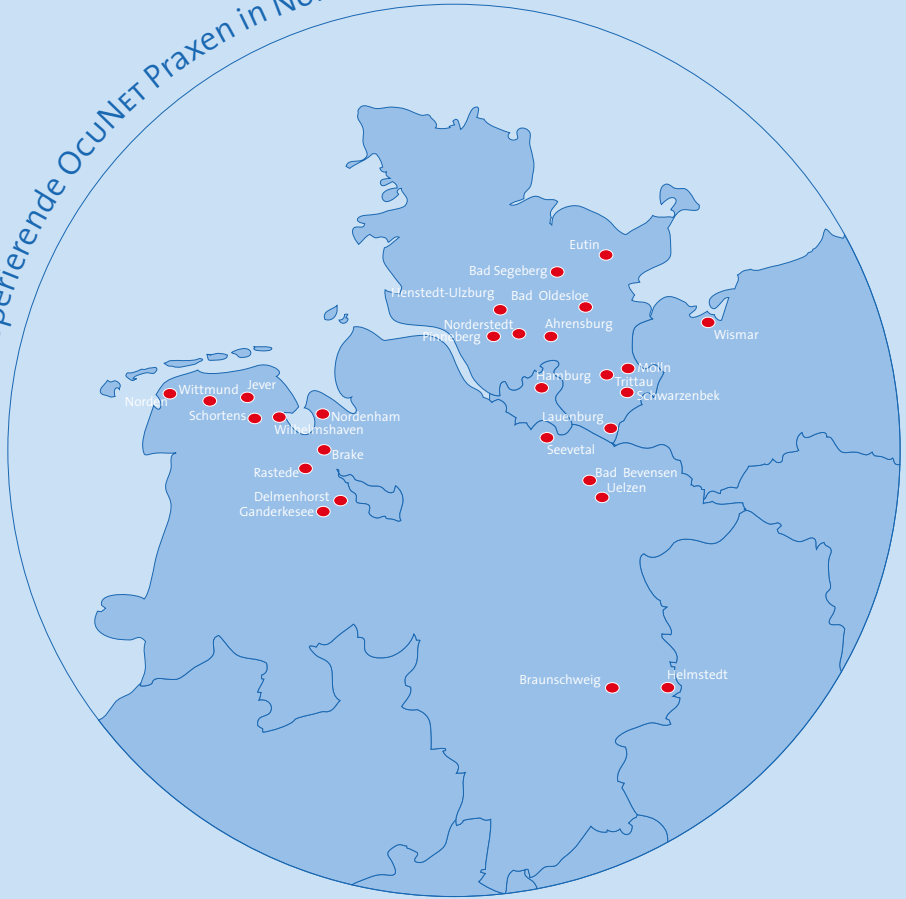 OcuNet Praxen in
Eutin
Bad Segeberg
Henstedt-Ulzburg
Bad Oldesloe
Norderstedt
Ahrensburg
Pinneberg
Wismar
Mölln
Hamburg
Trittau
Schwarzenbek
Jever
Wittmund
Norden
Schortens
Nordenham
Wilhelmshaven
Lauenburg
Seevetal
Brake
Rastede
Bad Bevensen
Uelzen
Delmenhorst
Ganderkesee
Helmstedt
Braunschweig